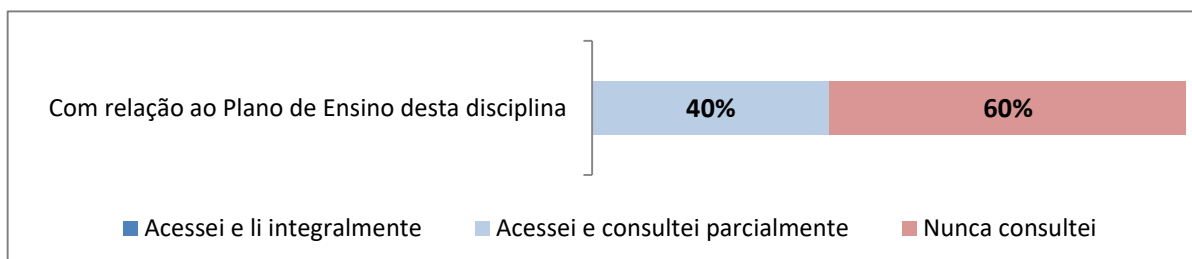 Com relação ao Plano de Ensino desta disciplina 40% 60%
Acessei e li integralmente Acessei e consultei parcialmente Nunca consultei